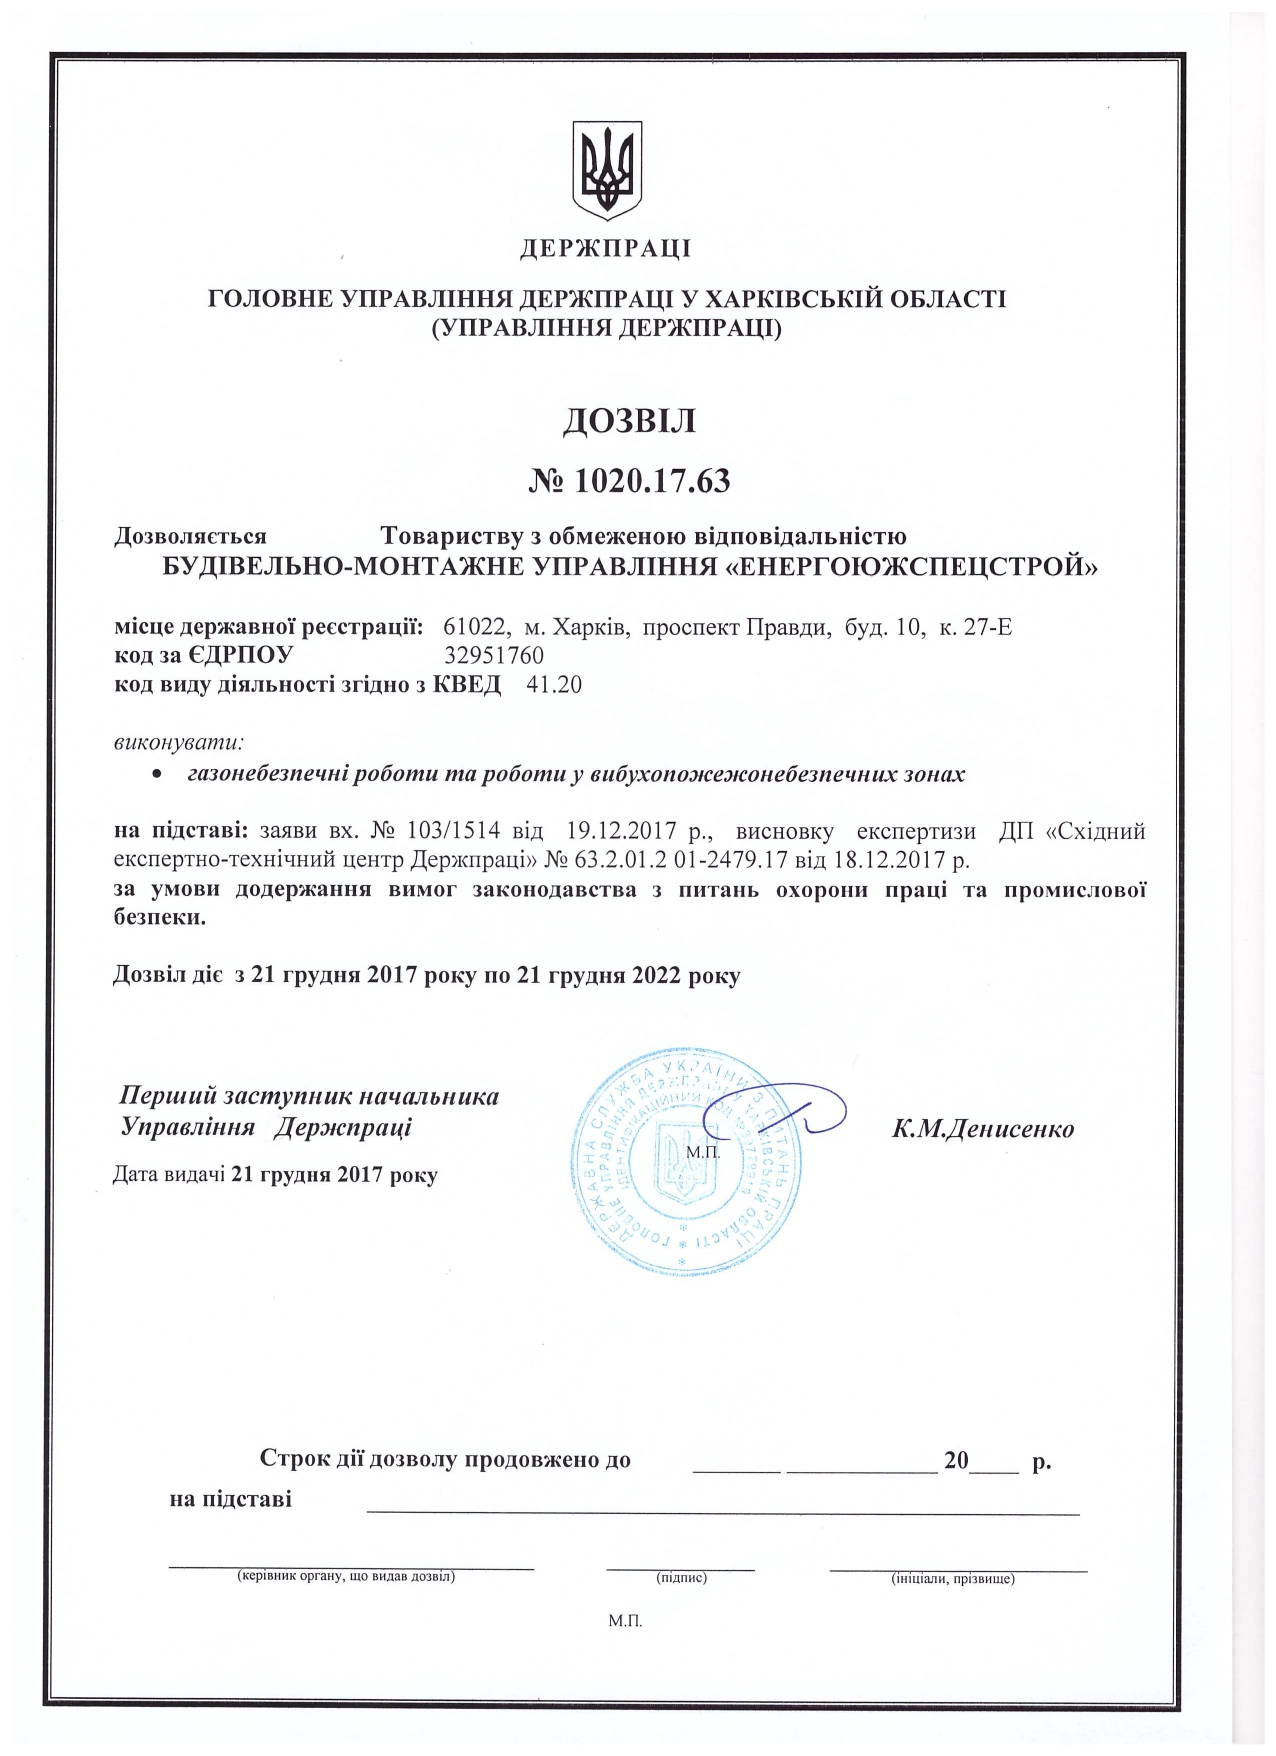 ДЕРЖПРАЦІ
ГОЛОВНЕ УПРАВЛІННЯ ДЕРЖПРАЦІ У ХАРКІВСЬКІЙ ОБЛАСТІ
(УПРАВЛІННЯ ДЕРЖПРАЦІ)
ДОЗВІЛ
№ 1020.17.63
Дозволяється Товариству з обмеженою відповідальністю
БУДІВЕЛЬНО-МОНТАЖНЕ УПРАВЛІННЯ «ЕНЕРГОЮЖСПЕЦСТРОЙ»
місце державної реєстрації: 61022, м. Харків, проспект Правди, буд. 10, к. 27-Е
код за ЄДРПОУ 32951760
код виду діяльності згідно з КВЕД 41.20
виконувати:
• газонебезпечні роботи та роботи у вибухопожежонебезпечних зонах
на підставі: заяви вх. № 103/1514 від 19.12.2017 р., висновку експертизи ДП «Східний
експертно-технічний центр Держпраці» № 63.2.01.2 01-2479.17 від 18.12.2017 р.
за умови додержання вимог законодавства з питань охорони праці та промислової
безпеки.
Дозвіл діє з 21 грудня 2017 року по 21 грудня 2022 року
Перший заступник начальника
Управління Держпраці К.М.Денисенко
М.П.
Дата видачі 21 грудня 2017 року
ДЕРЖАВНА СЛУЖБА УКРАЇНИ З ПИТАНЬ ПРАЦІ
ГОЛОВНЕ УПРАВЛІННЯ ДЕРЖПРАЦІ У ХАРКІВСЬКІЙ ОБЛАСТІ
ІДЕНТИФІКАЦІЙНИЙ КОД
Строк дії дозволу продовжено до _______ ____________ 20____ р.
на підставі
(керівник органу, що видав дозвіл) (підпис) (ініціали, прізвище)
М.П.